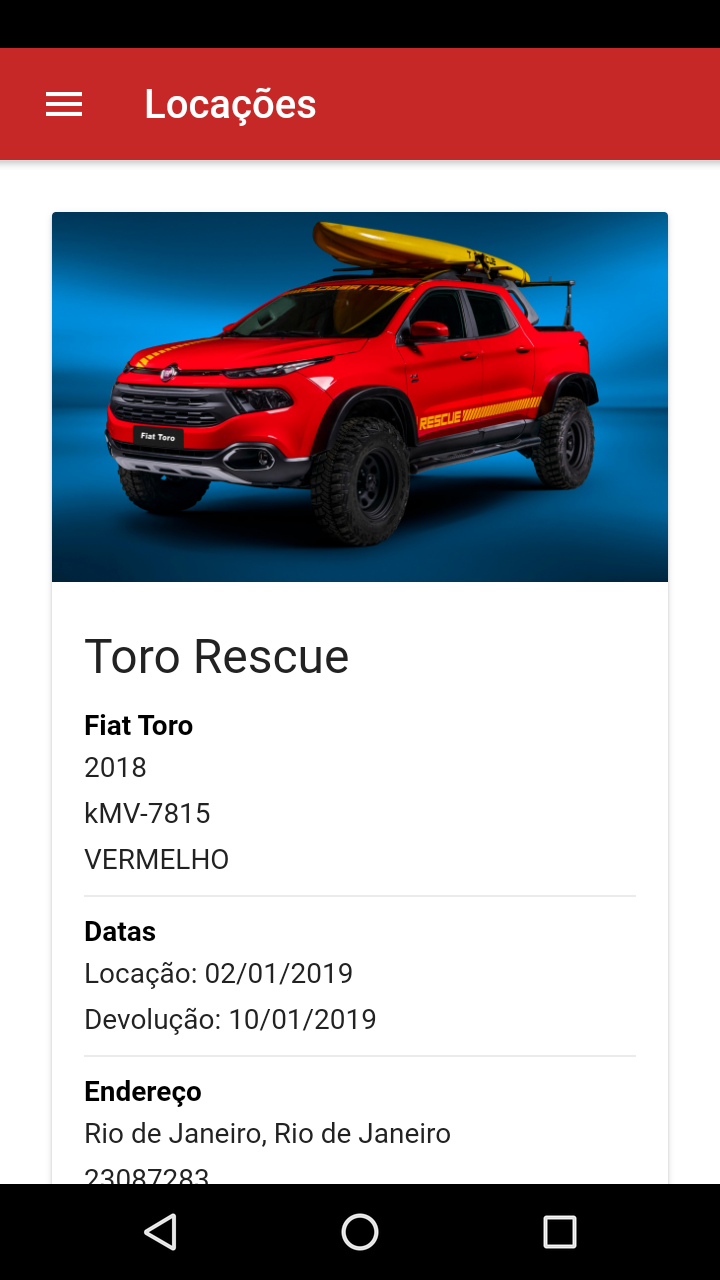 Locações
RESCUE
Fiat Toro
Toro Rescue
Fiat Toro
2018
kMV-7815
VERMELHO
Datas
Locação: 02/01/2019
Devolução: 10/01/2019
Endereço
Rio de Janeiro, Rio de Janeiro
23087283